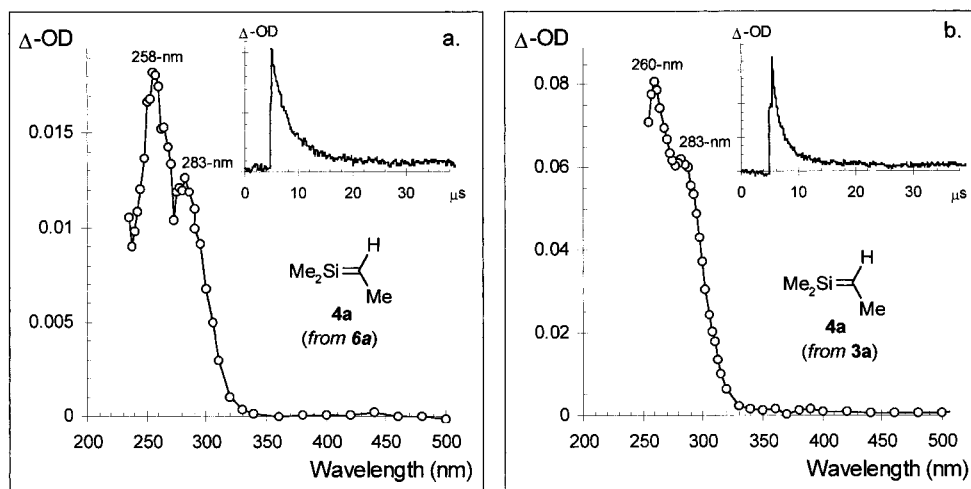 Δ-OD
a.
0.015
0.01
0.005
0
200 250 300 350 400 450 500
Wavelength (nm)
258-nm
283-nm
Δ-OD
0 10 20 30
μs
H
Me2Si
Me
4a
(from 6a)
Δ-OD
b.
0.08
0.06
0.04
0.02
0
200 250 300 350 400 450 500
Wavelength (nm)
260-nm
283-nm
Δ-OD
0 10 20 30
μs
H
Me2Si
Me
4a
(from 3a)